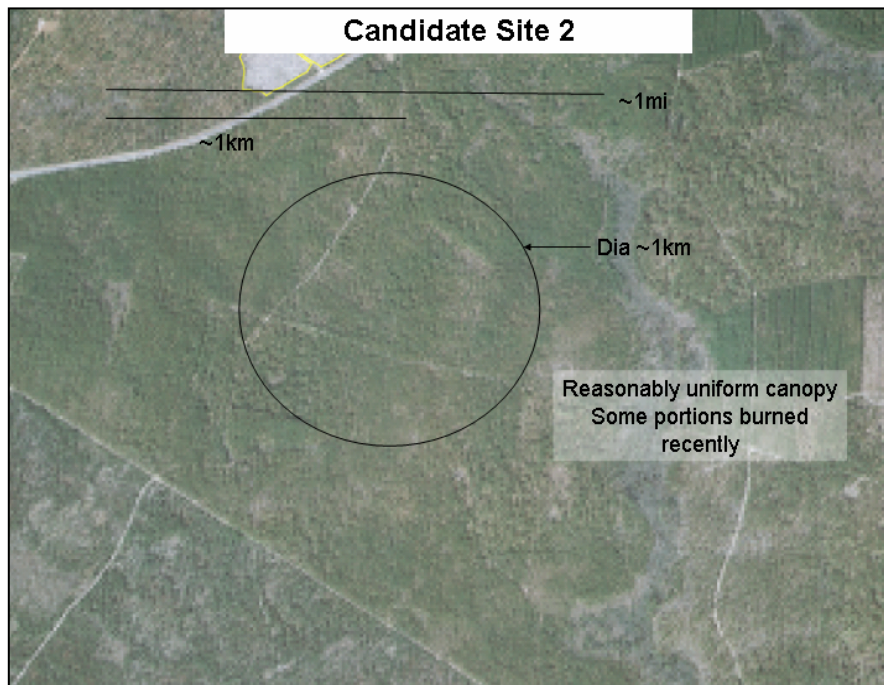 Candidate Site 2
~1mi
~1km
Dia ~1km
Reasonably uniform canopy
Some portions burned
recently